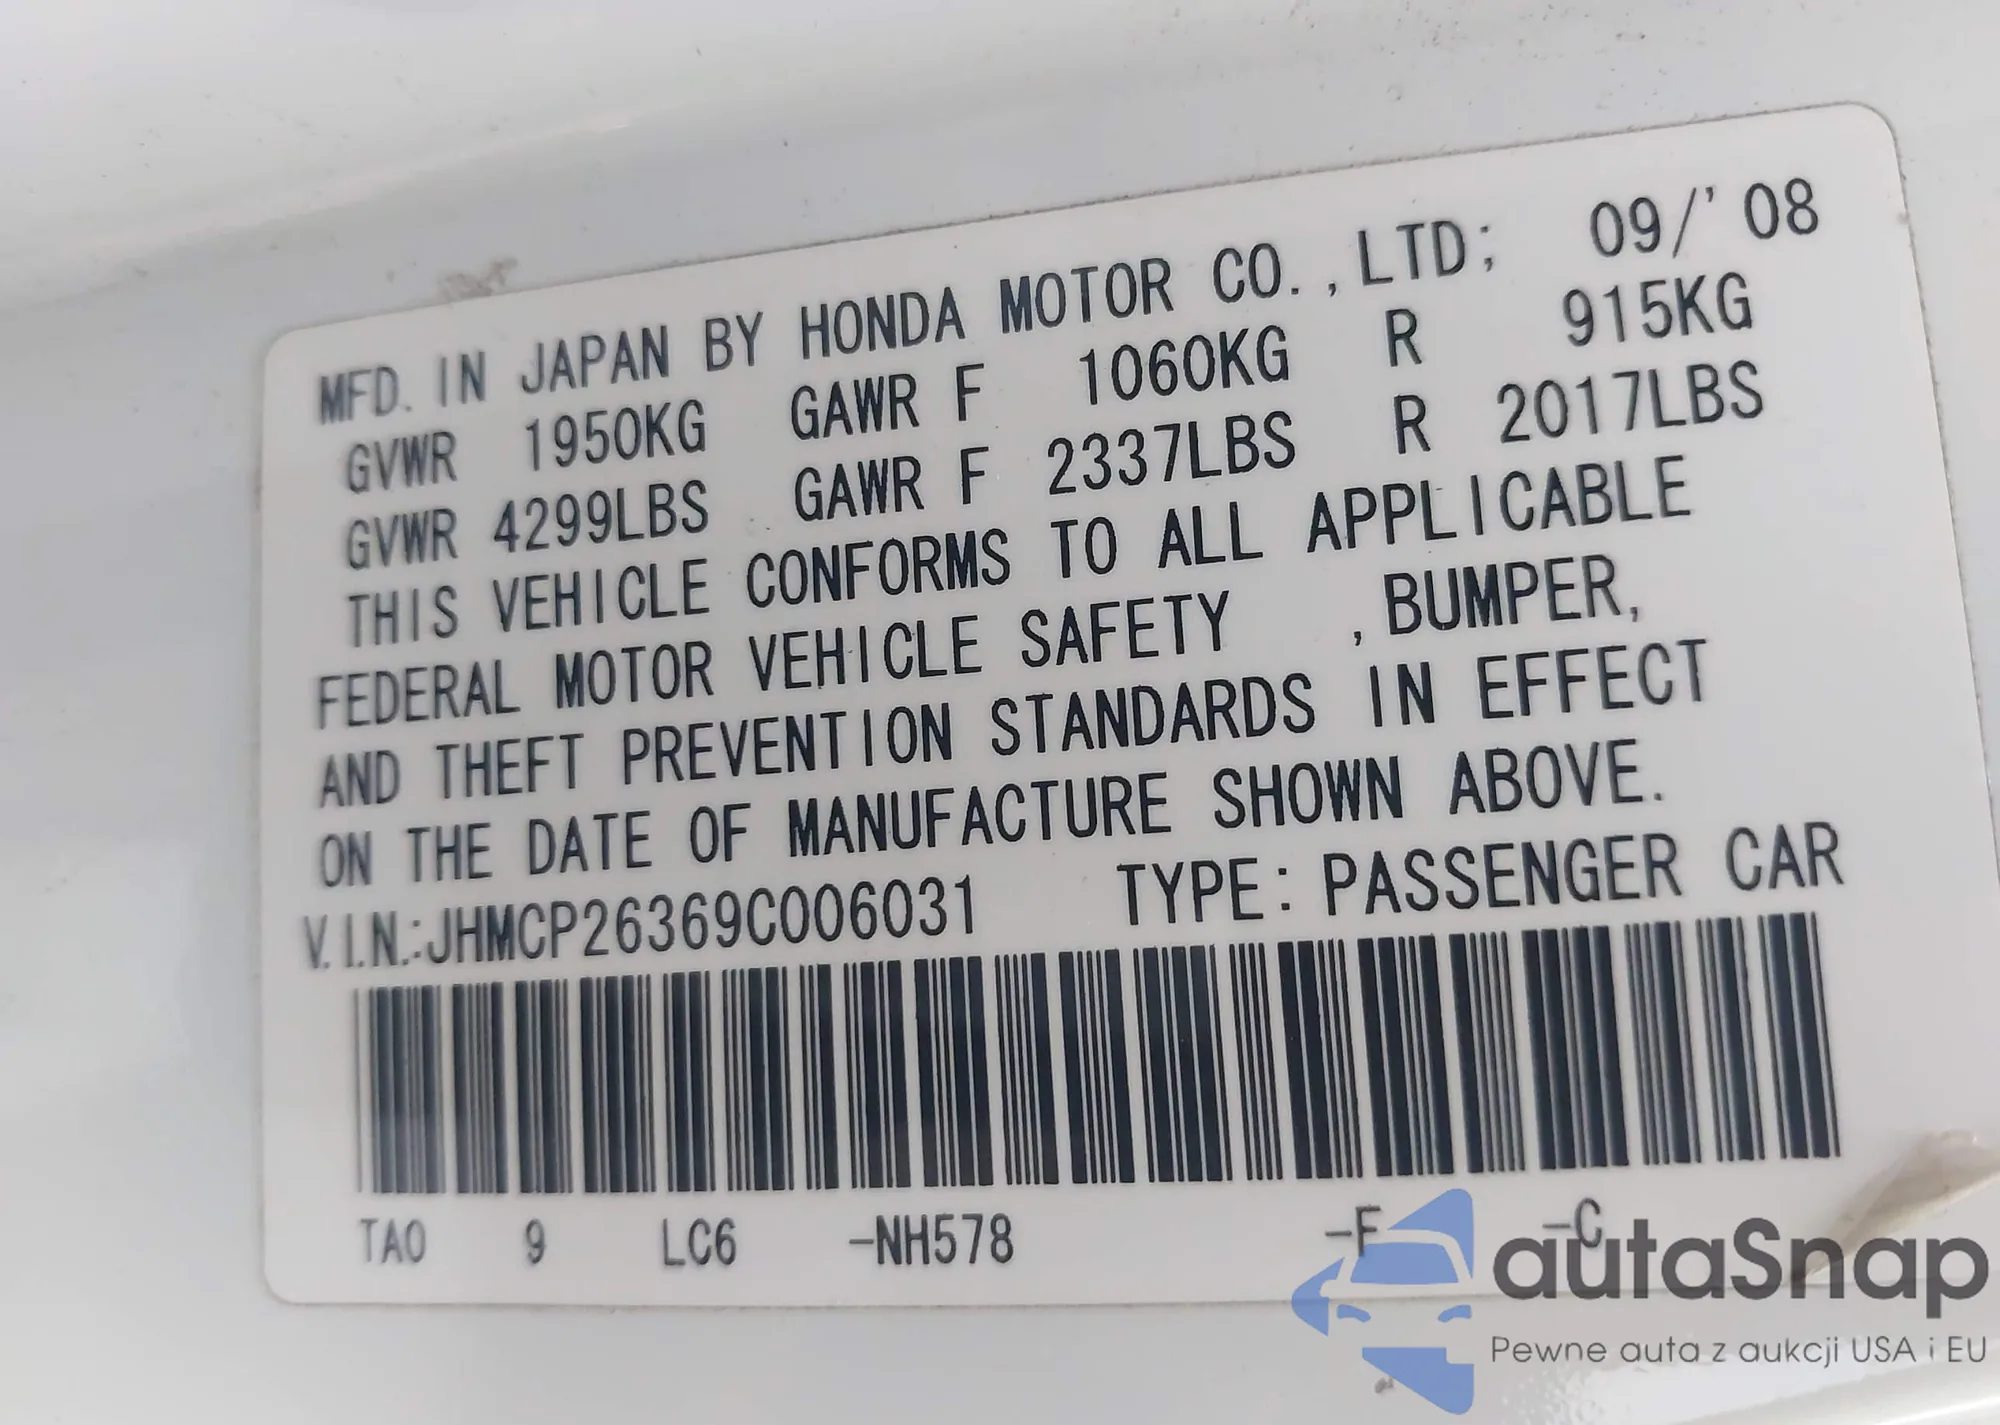 MFD. IN JAPAN BY HONDA MOTOR CO.,LTD; 09/'08
GVWR 1950KG GAWR F 1060KG R 915KG
GVWR 4299LBS GAWR F 2337LBS R 2017LBS
THIS VEHICLE CONFORMS TO ALL APPLICABLE
FEDERAL MOTOR VEHICLE SAFETY ,BUMPER,
AND THEFT PREVENTION STANDARDS IN EFFECT
ON THE DATE OF MANUFACTURE SHOWN ABOVE.
V.I.N.:JHMCP26369C006031 TYPE: PASSENGER CAR
TA0 9 LC6 -NH578 -F -C
autaSnap
Pewne auta z aukcji USA i EU